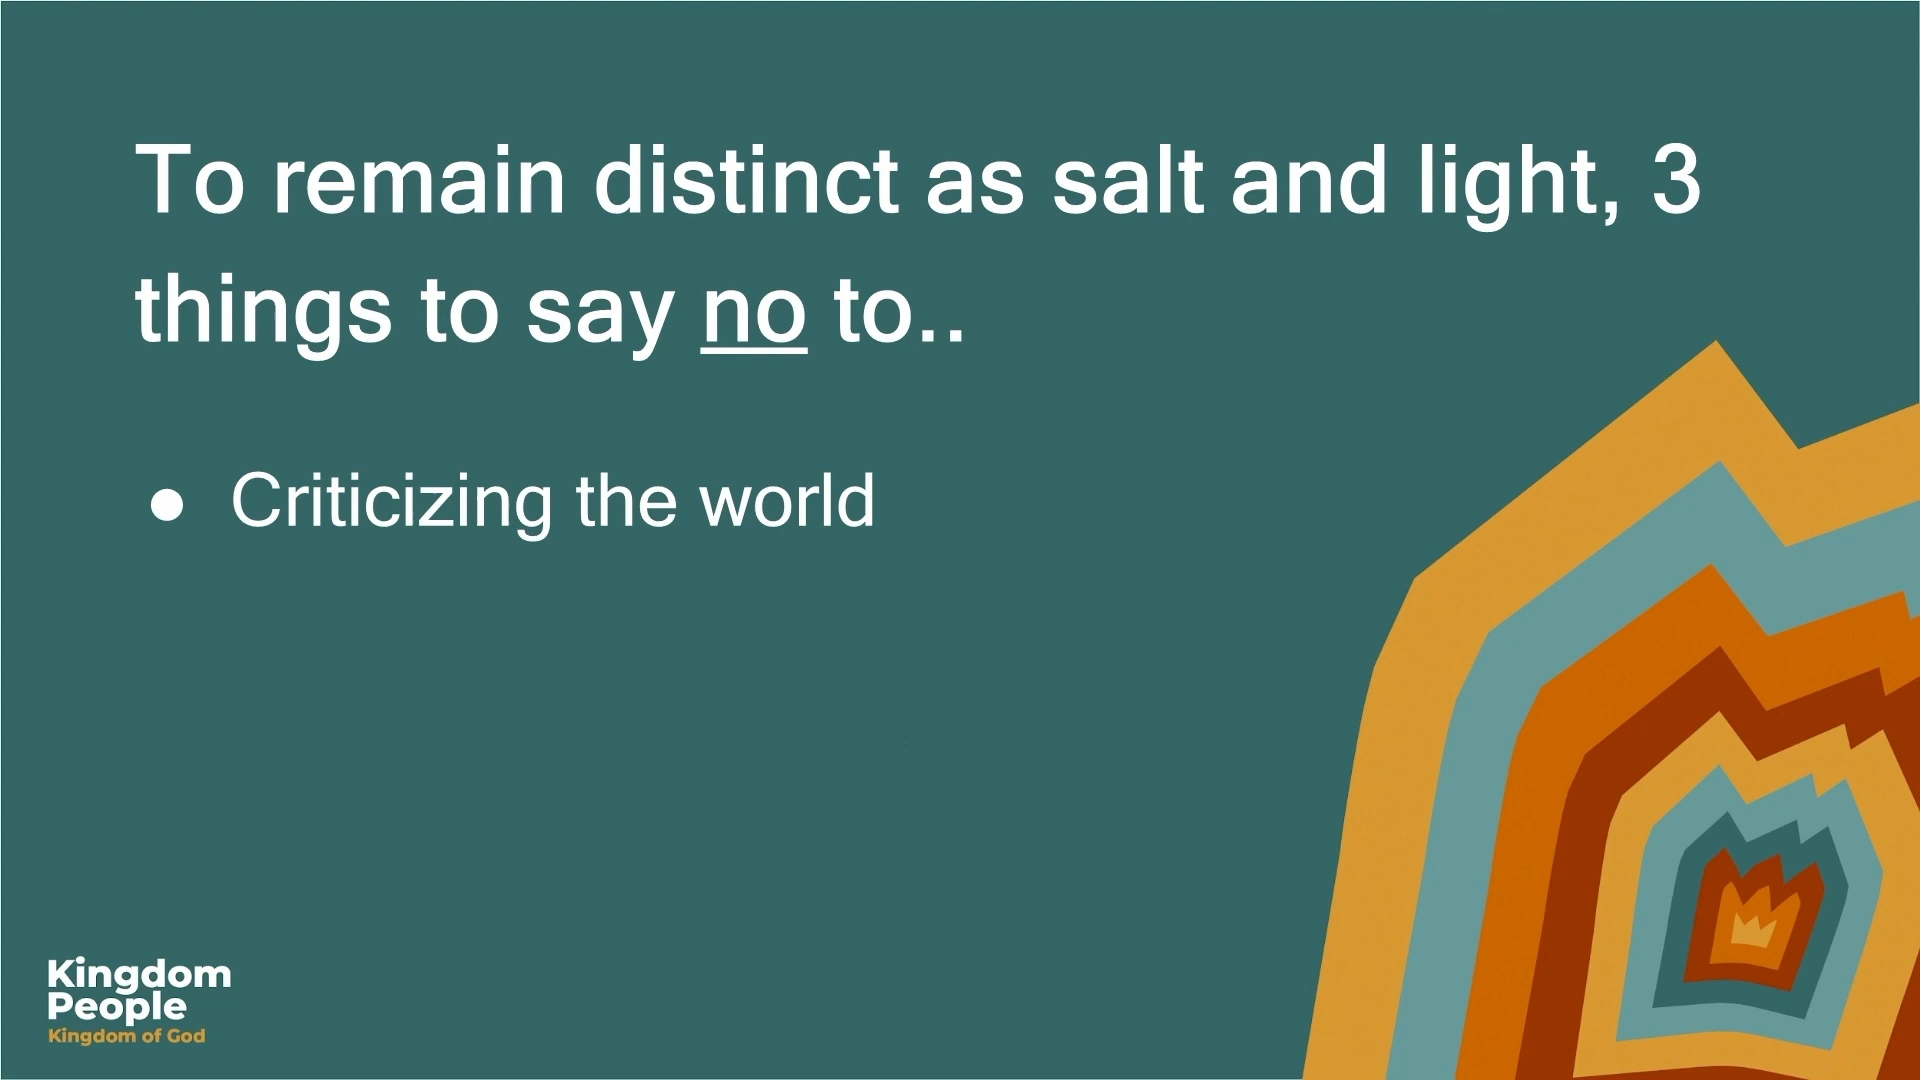 To remain distinct as salt and light, 3
things to say no to..
● Criticizing the world
Kingdom
People
Kingdom of God